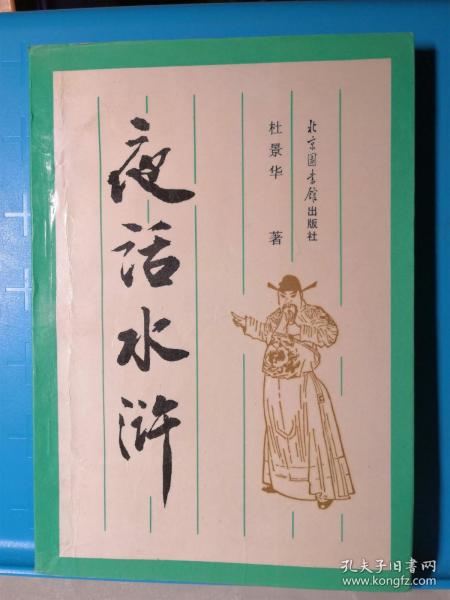 夜话水浒
杜景华 著
北京图书馆出版社
孔夫子旧书网
www.kongfz.com